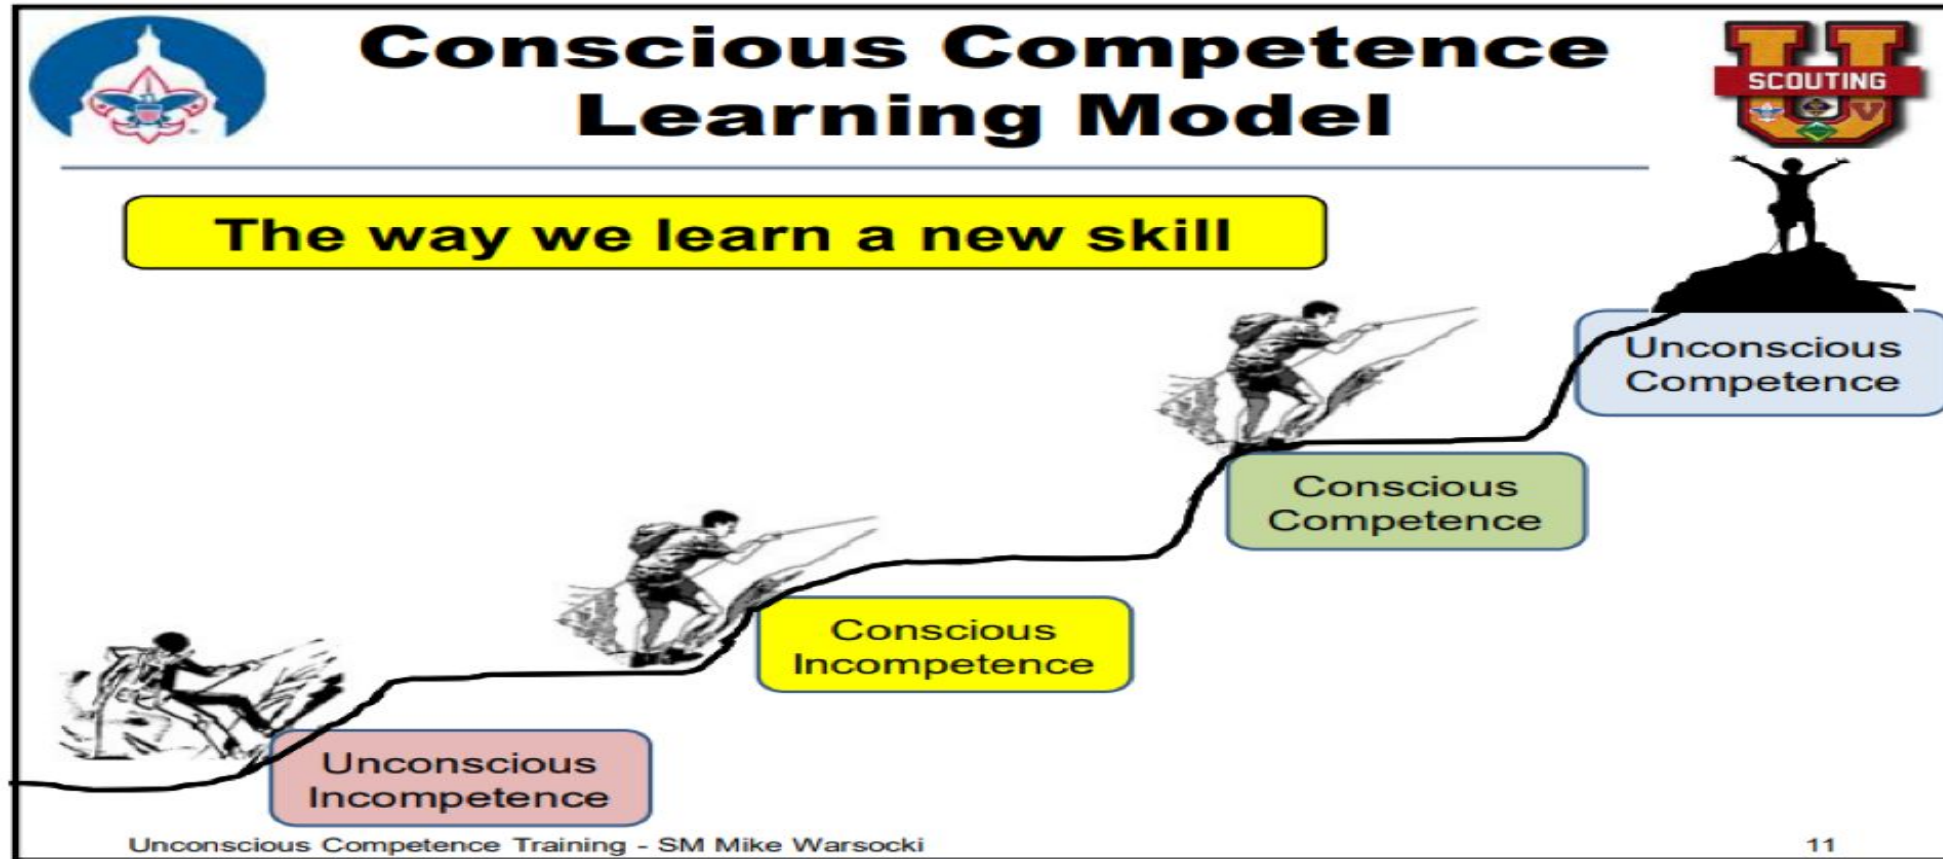 Conscious Competence
Learning Model
SCOUTING
The way we learn a new skill
Unconscious
Competence
Conscious
Competence
Conscious
Incompetence
Unconscious
Incompetence
Unconscious Competence Training - SM Mike Warsocki
11